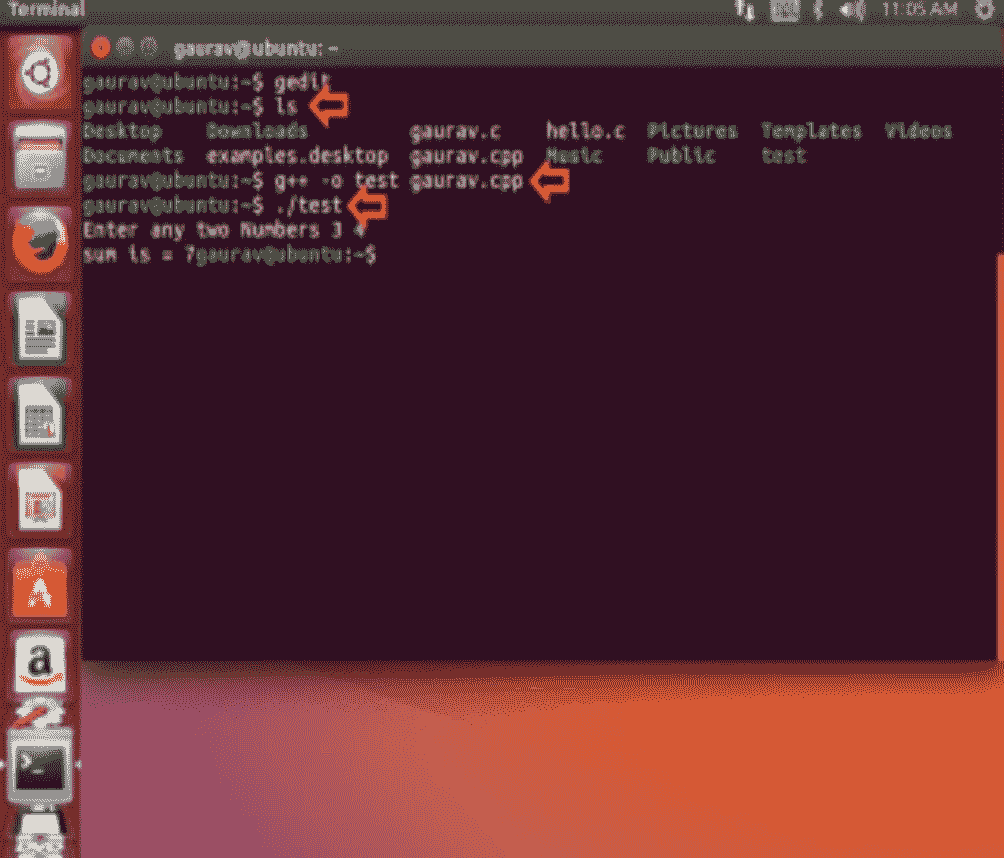 Terminal
11:05 AM
gaurav@ubuntu: ~
gaurav@ubuntu:~$ gedit
gaurav@ubuntu:~$ ls
Desktop Downloads gaurav.c hello.c Pictures Templates Videos
Documents examples.desktop gaurav.cpp Music Public test
gaurav@ubuntu:~$ g++ -o test gaurav.cpp
gaurav@ubuntu:~$ ./test
Enter any two Numbers 3 4
sum is = 7gaurav@ubuntu:~$
A
a
>_